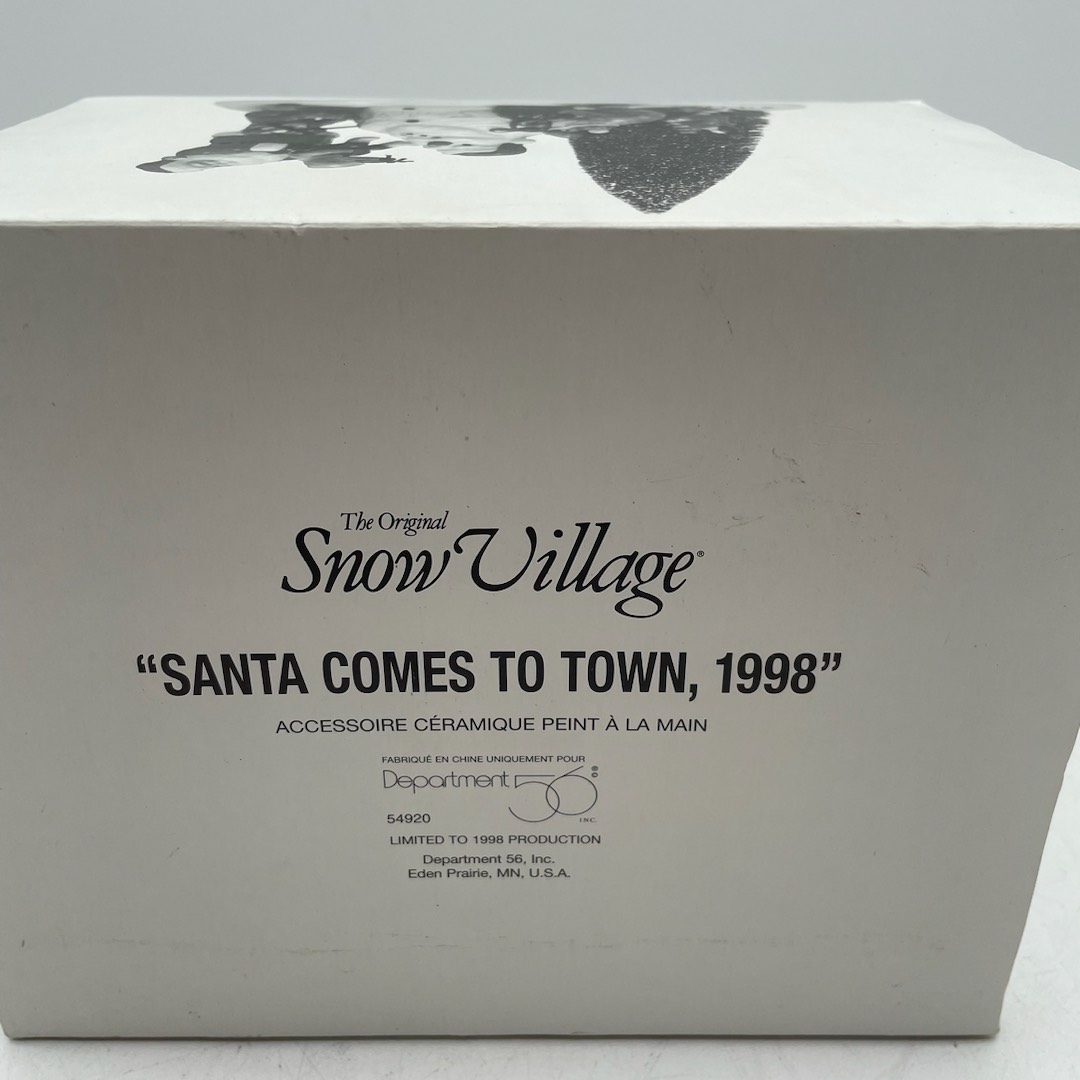 The Original
Snow Village®
“SANTA COMES TO TOWN, 1998”
ACCESSOIRE CÉRAMIQUE PEINT À LA MAIN
FABRIQUÉ EN CHINE UNIQUEMENT POUR
Department 56®©
INC.
54920
LIMITED TO 1998 PRODUCTION
Department 56, Inc.
Eden Prairie, MN, U.S.A.